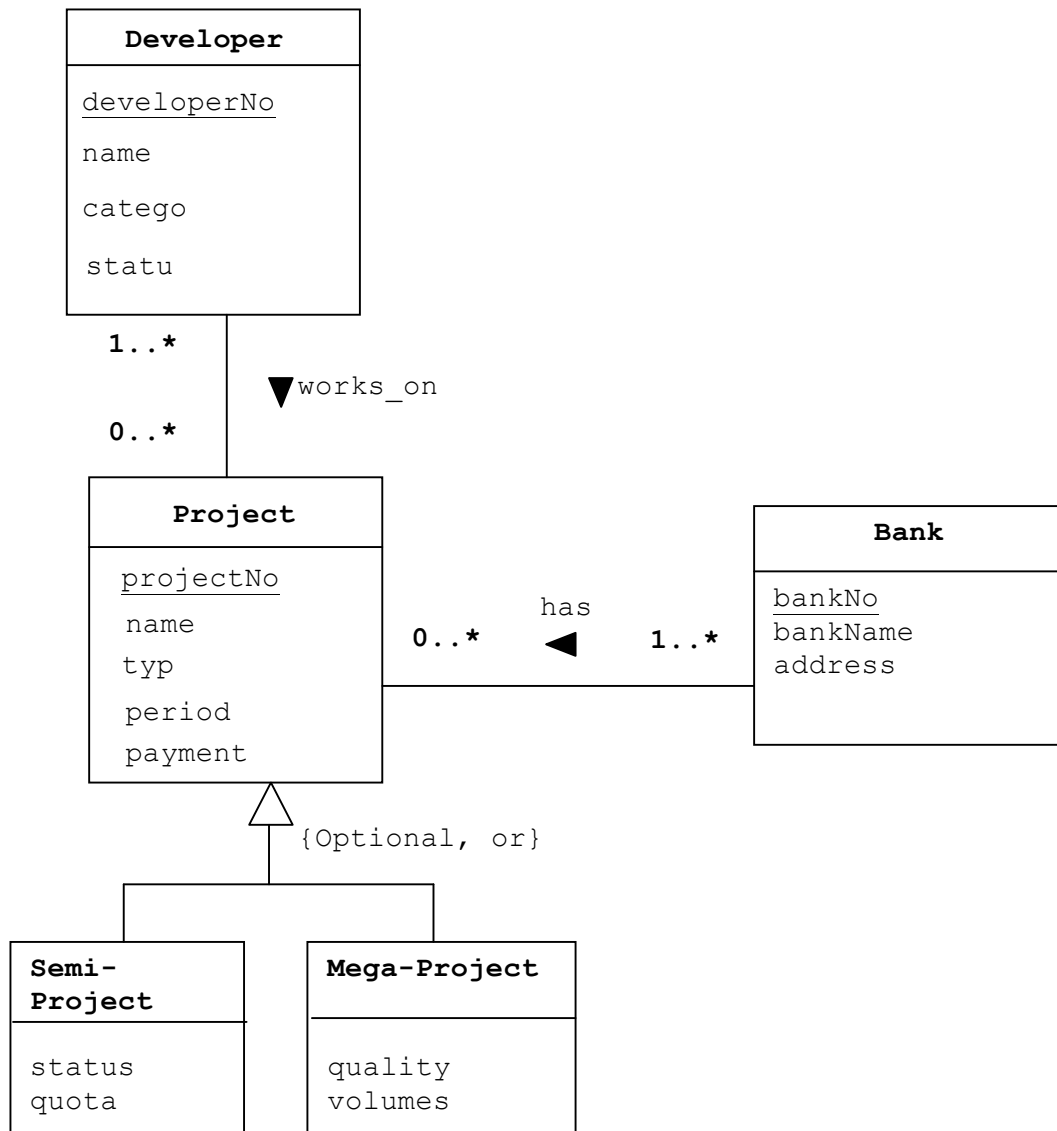 Developer
developerNo
name
catego
statu
1..*
works_on
0..*
Project
projectNo
name
typ
period
payment
has
0..*
1..*
Bank
bankNo
bankName
address
{Optional, or}
Semi-
Project
status
quota
Mega-Project
quality
volumes